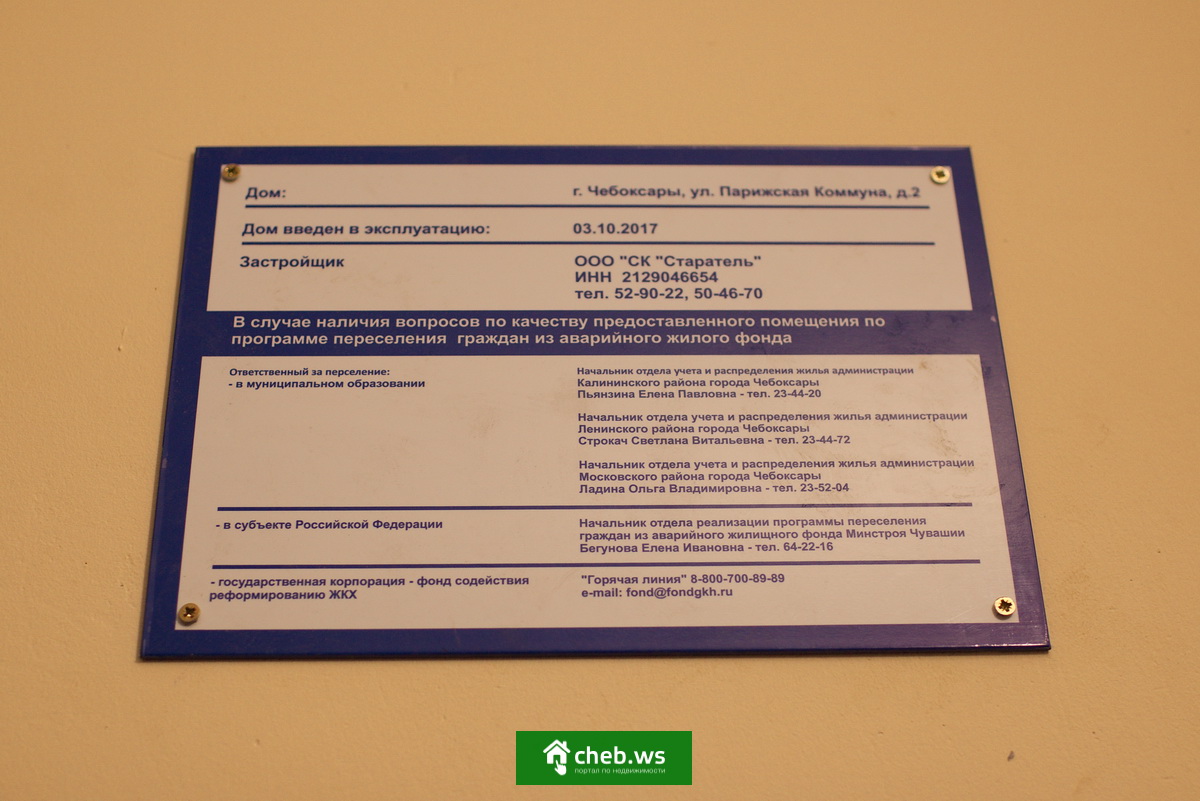 Дом: г. Чебоксары, ул. Парижская Коммуна, д.2
Дом введен в эксплуатацию: 03.10.2017
Застройщик ООО "СК "Старатель"
ИНН 2129046654
тел. 52-90-22, 50-46-70
В случае наличия вопросов по качеству предоставленного помещения по
программе переселения граждан из аварийного жилого фонда
Ответственный за перселение:
- в муниципальном образовании
Начальник отдела учета и распределения жилья администрации
Калининского района города Чебоксары
Пьянзина Елена Павловна - тел. 23-44-20
Начальник отдела учета и распределения жилья администрации
Ленинского района города Чебоксары
Строкач Светлана Витальевна - тел. 23-44-72
Начальник отдела учета и распределения жилья администрации
Московского района города Чебоксары
Ладина Ольга Владимировна - тел. 23-52-04
- в субъекте Российской Федерации
Начальник отдела реализации программы переселения
граждан из аварийного жилищного фонда Минстроя Чувашии
Бегунова Елена Ивановна - тел. 64-22-16
- государственная корпорация - фонд содействия
реформированию ЖКХ
"Горячая линия" 8-800-700-89-89
e-mail: fond@fondgkh.ru
cheb.ws
портал по недвижимости